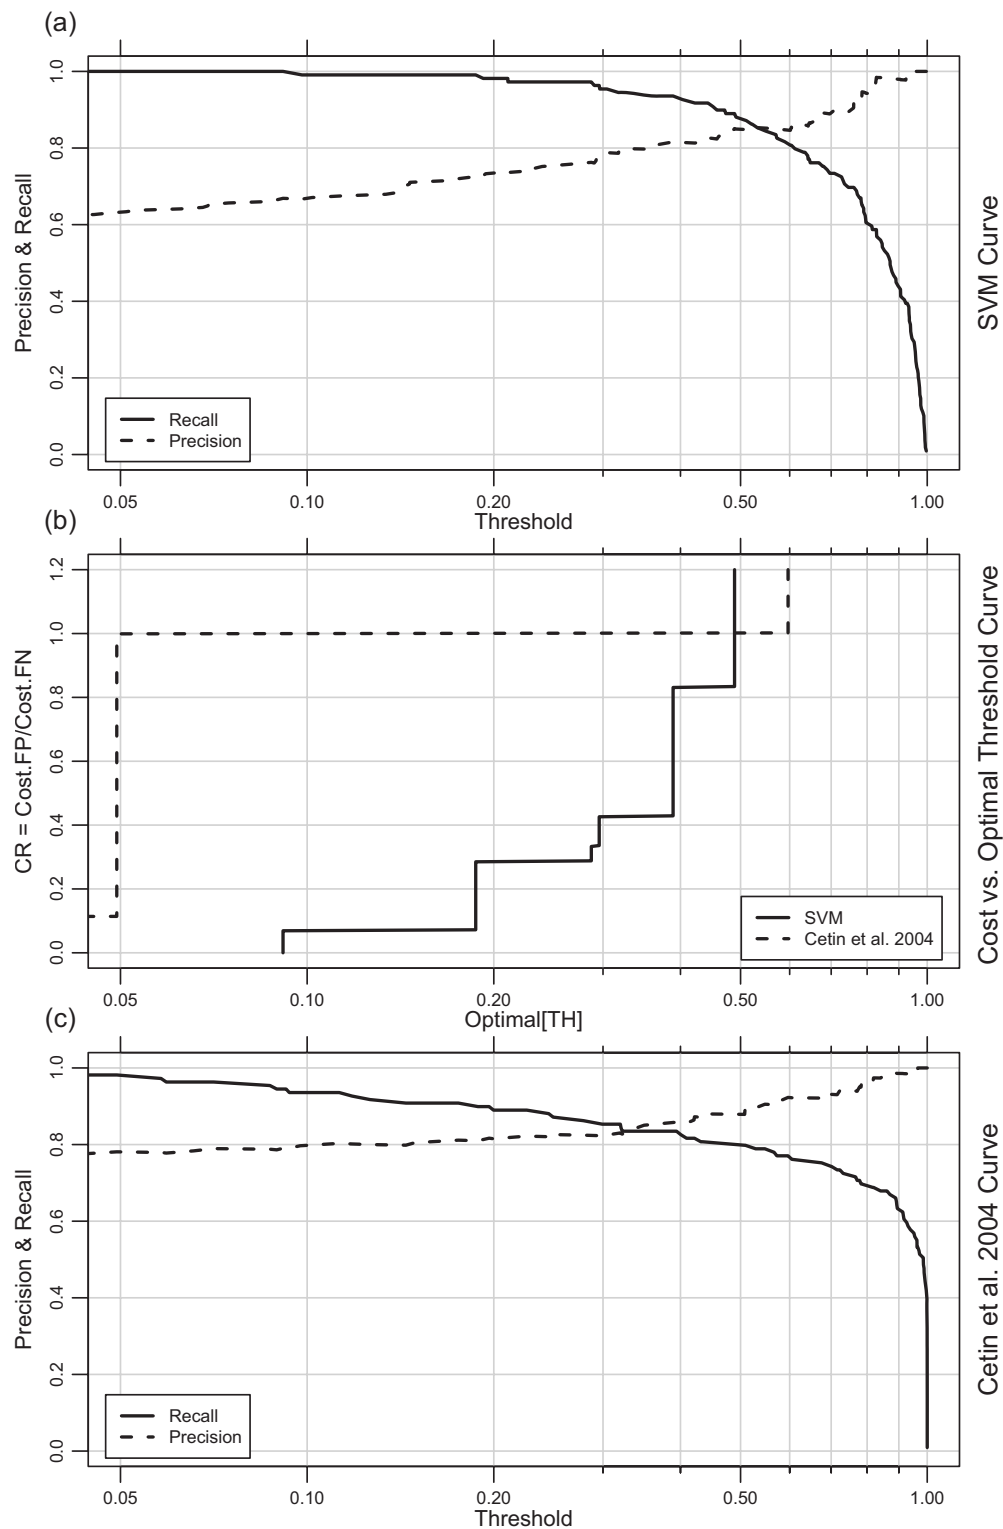 (a)
Precision & Recall
1.0
0.8
0.6
0.4
0.2
0.0
Recall
Precision
0.05 0.10 0.20 0.50 1.00
Threshold
SVM Curve
(b)
CR = Cost.FP/Cost.FN
1.2
1.0
0.8
0.6
0.4
0.2
0.0
SVM
Cetin et al. 2004
0.05 0.10 0.20 0.50 1.00
Optimal[TH]
Cost vs. Optimal Threshold Curve
(c)
Precision & Recall
1.0
0.8
0.6
0.4
0.2
0.0
Recall
Precision
0.05 0.10 0.20 0.50 1.00
Threshold
Cetin et al. 2004 Curve